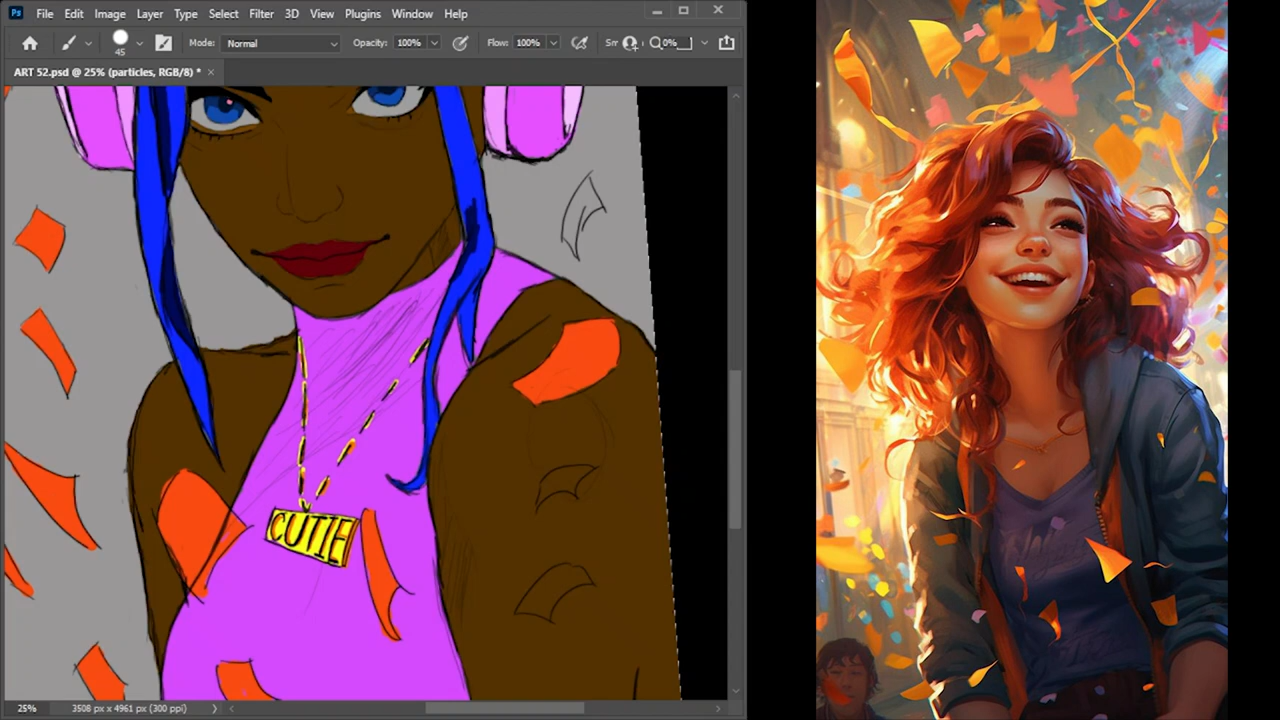 Ps File Edit Image Layer Type Select Filter 3D View Plugins Window Help
45 Mode: Normal Opacity: 100% Flow: 100% 0%
ART 52.psd @ 25% (particles, RGB/8) *
CUTIE
25% 3508 px x 4961 px (300 ppi)